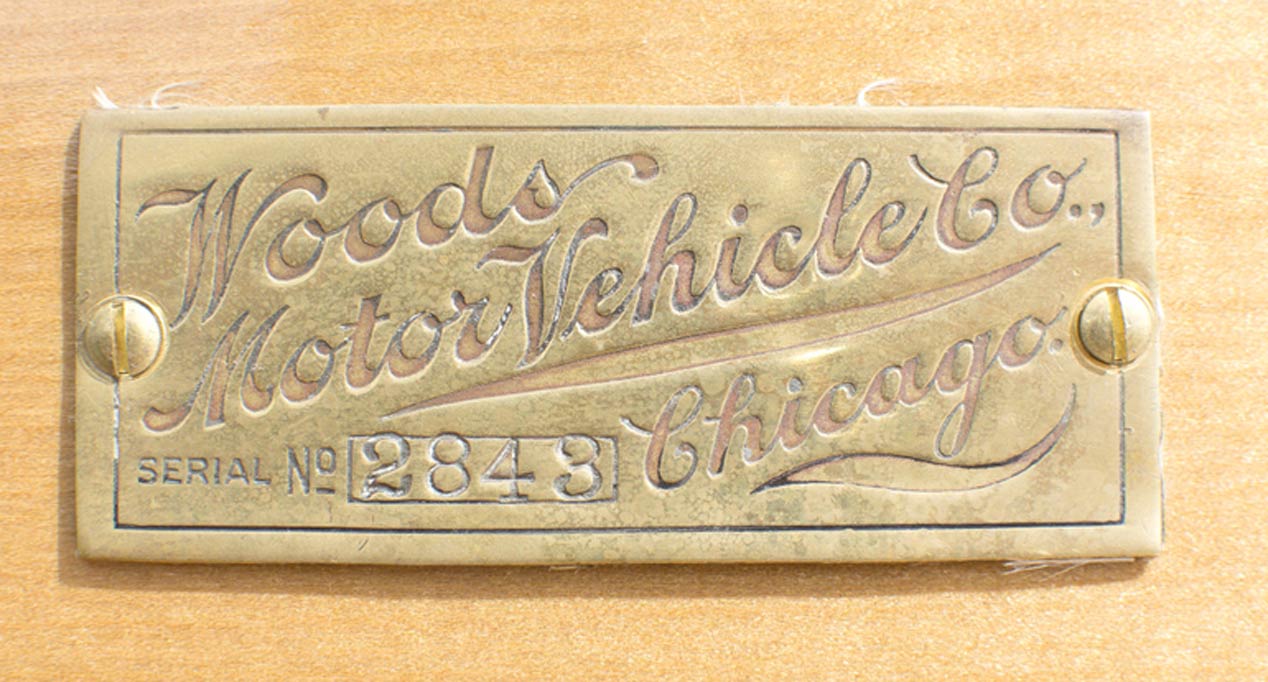 Woods
Motor Vehicle Co.,
Chicago.
SERIAL No 2843